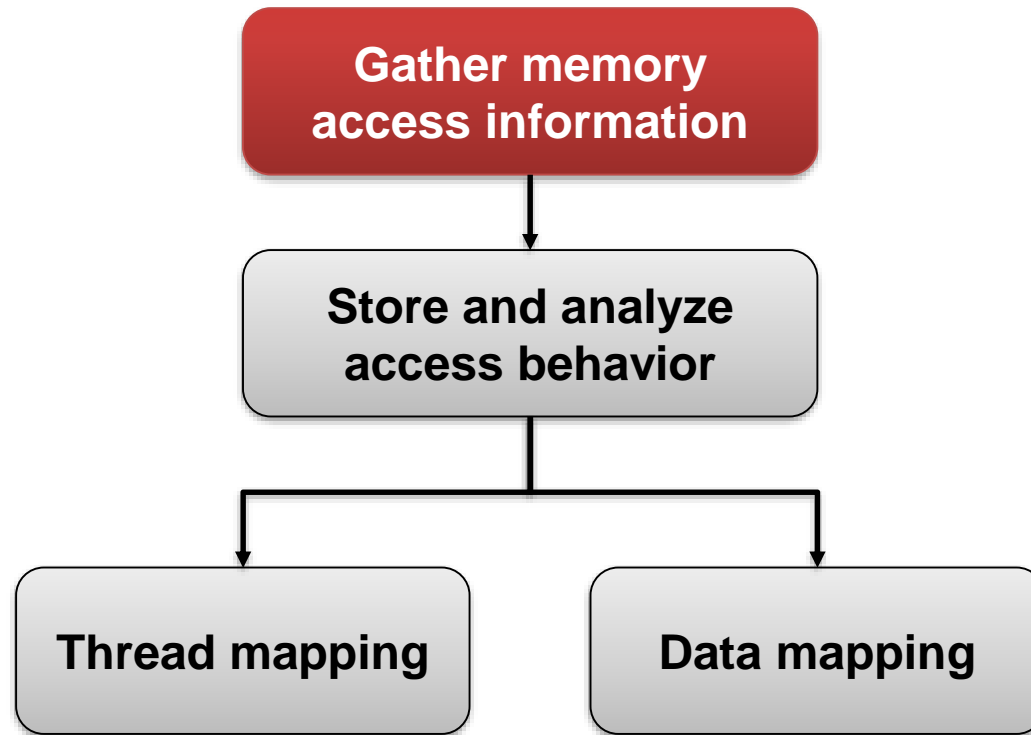 Gather memory
access information
Store and analyze
access behavior
Thread mapping
Data mapping